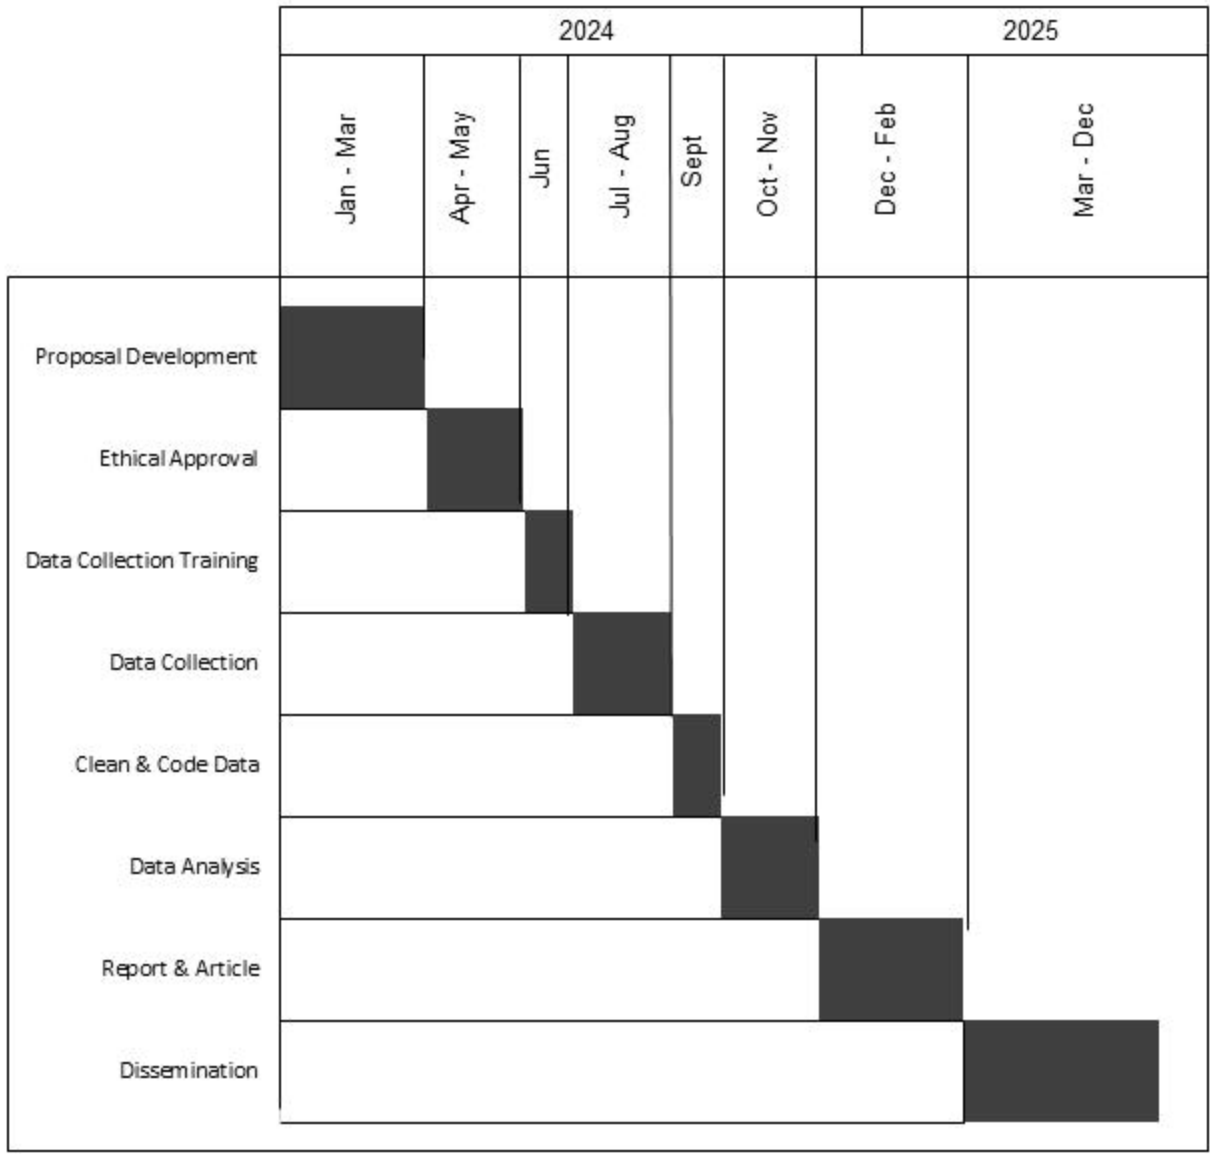 2024 2025
Jan - Mar
Apr - May
Jun
Jul - Aug
Sept
Oct - Nov
Dec - Feb
Mar - Dec
Proposal Development
Ethical Approval
Data Collection Training
Data Collection
Clean & Code Data
Data Analysis
Report & Article
Dissemination